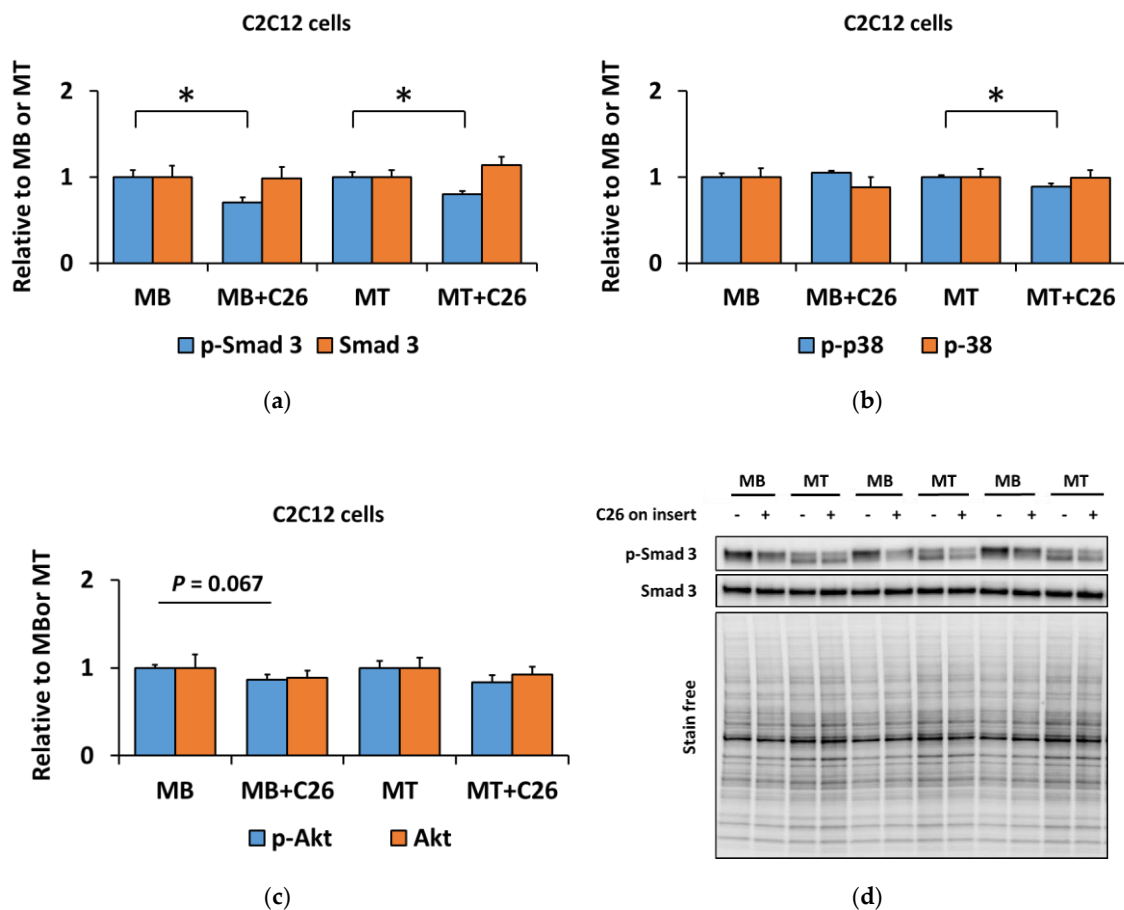 C2C12 cells
Relative to MB or MT
2
1
0
*
*
MB MB+C26 MT MT+C26
p-Smad 3 Smad 3
(a)
C2C12 cells
Relative to MB or MT
2
1
0
*
MB MB+C26 MT MT+C26
p-p38 p-38
(b)
C2C12 cells
Relative to MBor MT
2
1
0
P = 0.067
MB MB+C26 MT MT+C26
p-Akt Akt
(c)
MB MT MB MT MB MT
C26 on insert - + - + - + - + - + - +
p-Smad 3
Smad 3
Stain free
(d)